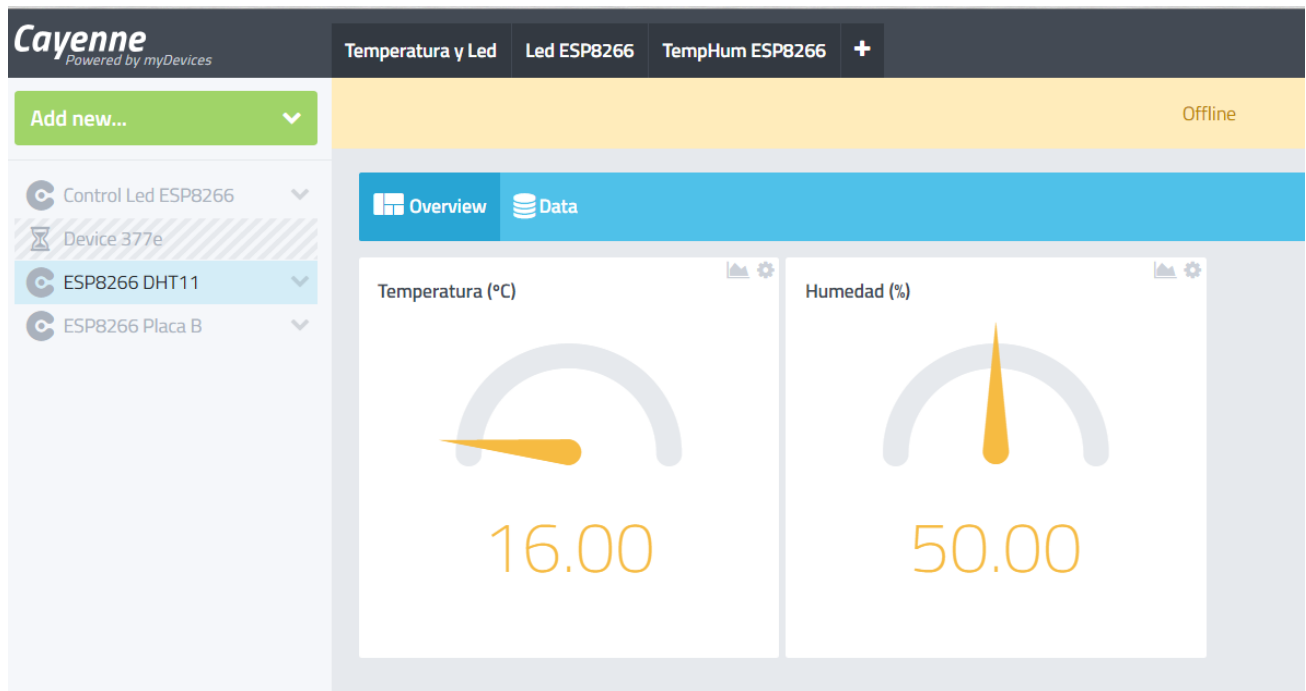 Cayenne
Powered by myDevices
Temperatura y Led Led ESP8266 TempHum ESP8266 +
Add new...
Offline
Control Led ESP8266
Device 377e
ESP8266 DHT11
ESP8266 Placa B
Overview Data
Temperatura (ºC)
16.00
Humedad (%)
50.00